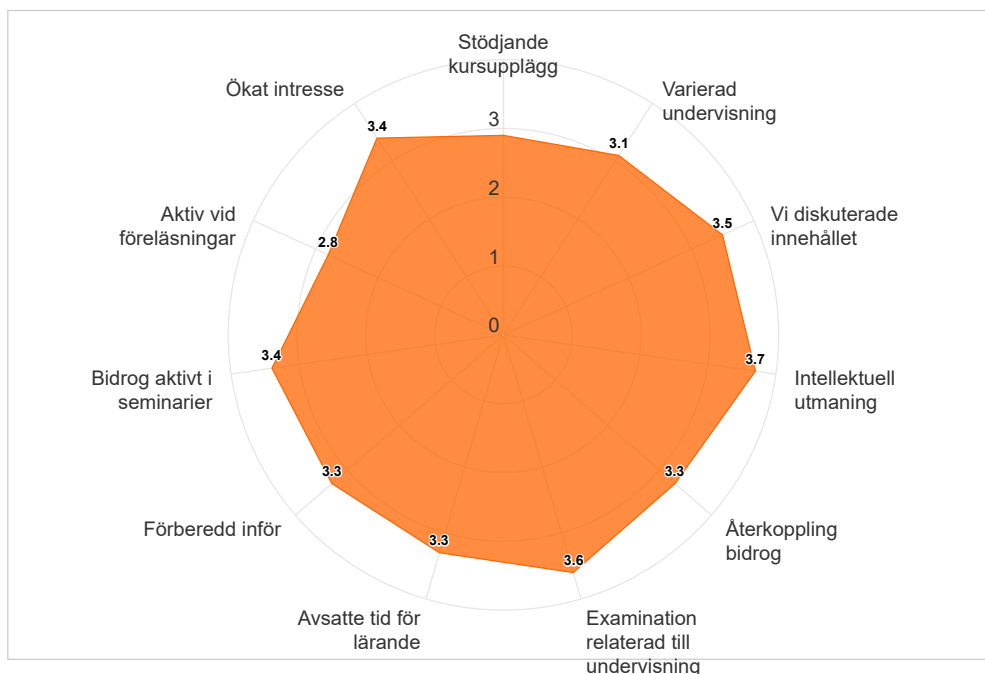 Stödjande
kursupplägg
Varierad
undervisning
Vi diskuterade
innehållet
Intellektuell
utmaning
Återkoppling
bidrog
Examination
relaterad till
undervisning
Avsatte tid för
lärande
Förberedd inför
Bidrog aktivt i
seminarier
Aktiv vid
föreläsningar
Ökat intresse
3
2
1
0
3.1
3.5
3.7
3.3
3.6
3.3
3.3
3.4
2.8
3.4